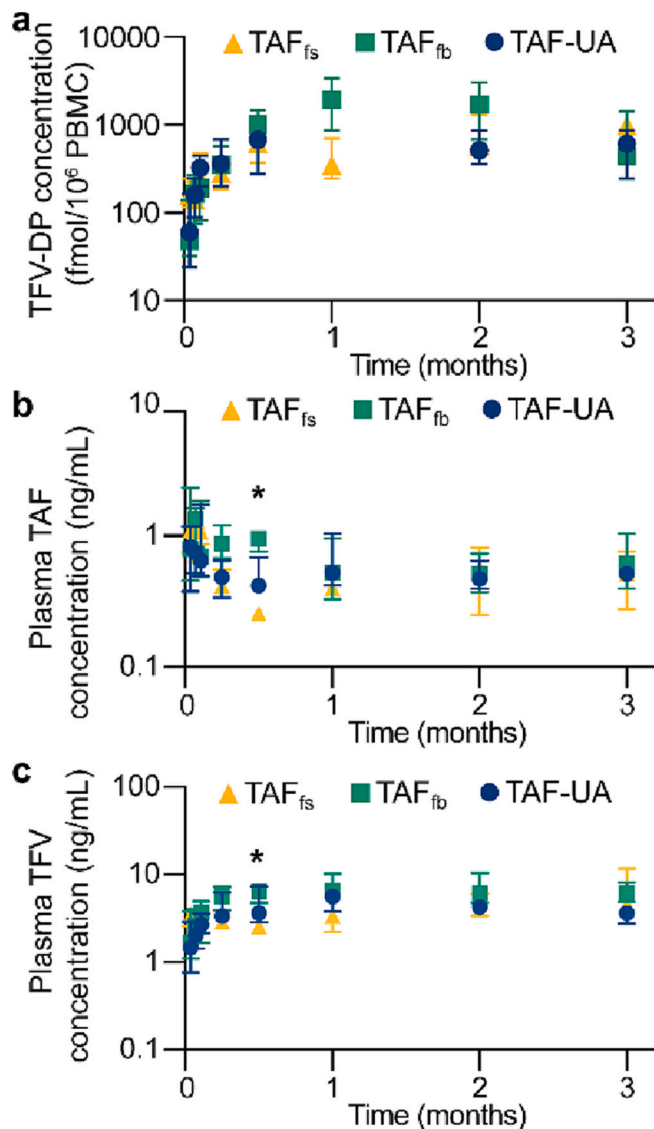 a
TAFfs TAFfb TAF-UA
10000
1000
100
10
TFV-DP concentration
(fmol/10⁶ PBMC)
0 1 2 3
Time (months)
b
TAFfs TAFfb TAF-UA
10
1
0.1
Plasma TAF
concentration (ng/mL)
*
0 1 2 3
Time (months)
c
TAFfs TAFfb TAF-UA
100
10
1
0.1
Plasma TFV
concentration (ng/mL)
*
0 1 2 3
Time (months)